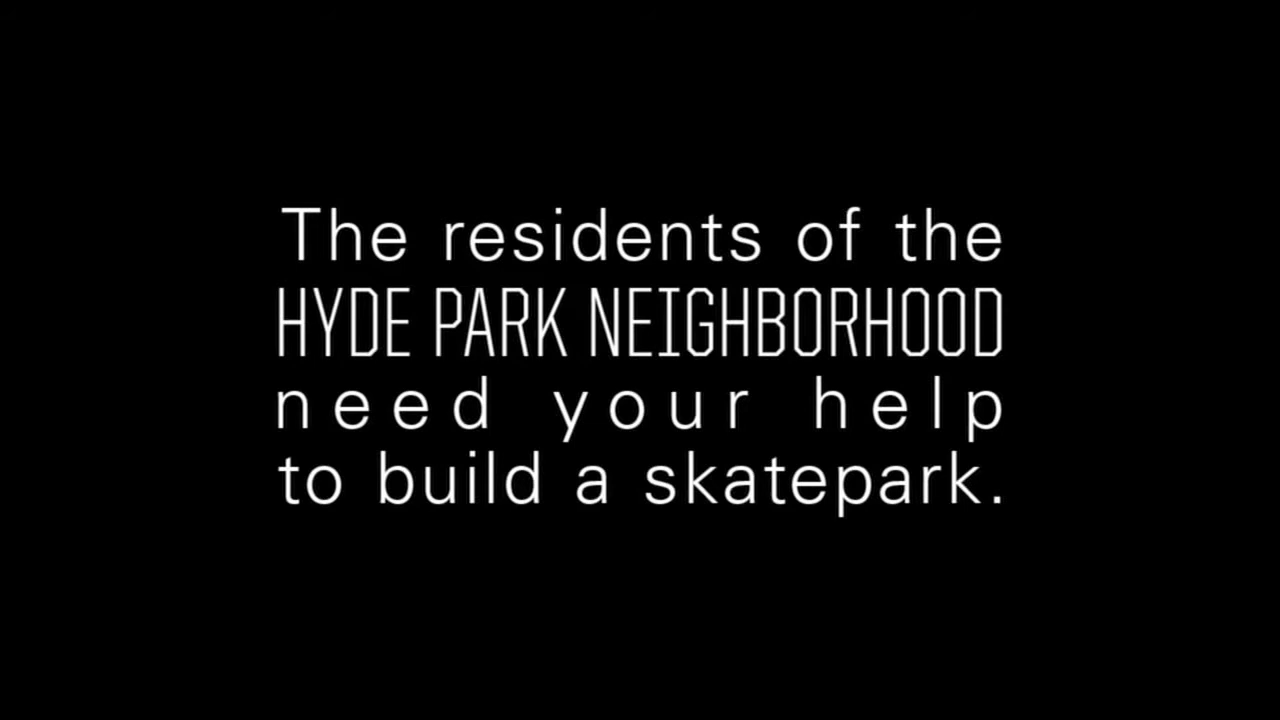 The residents of the
HYDE PARK NEIGHBORHOOD
need your help
to build a skatepark.